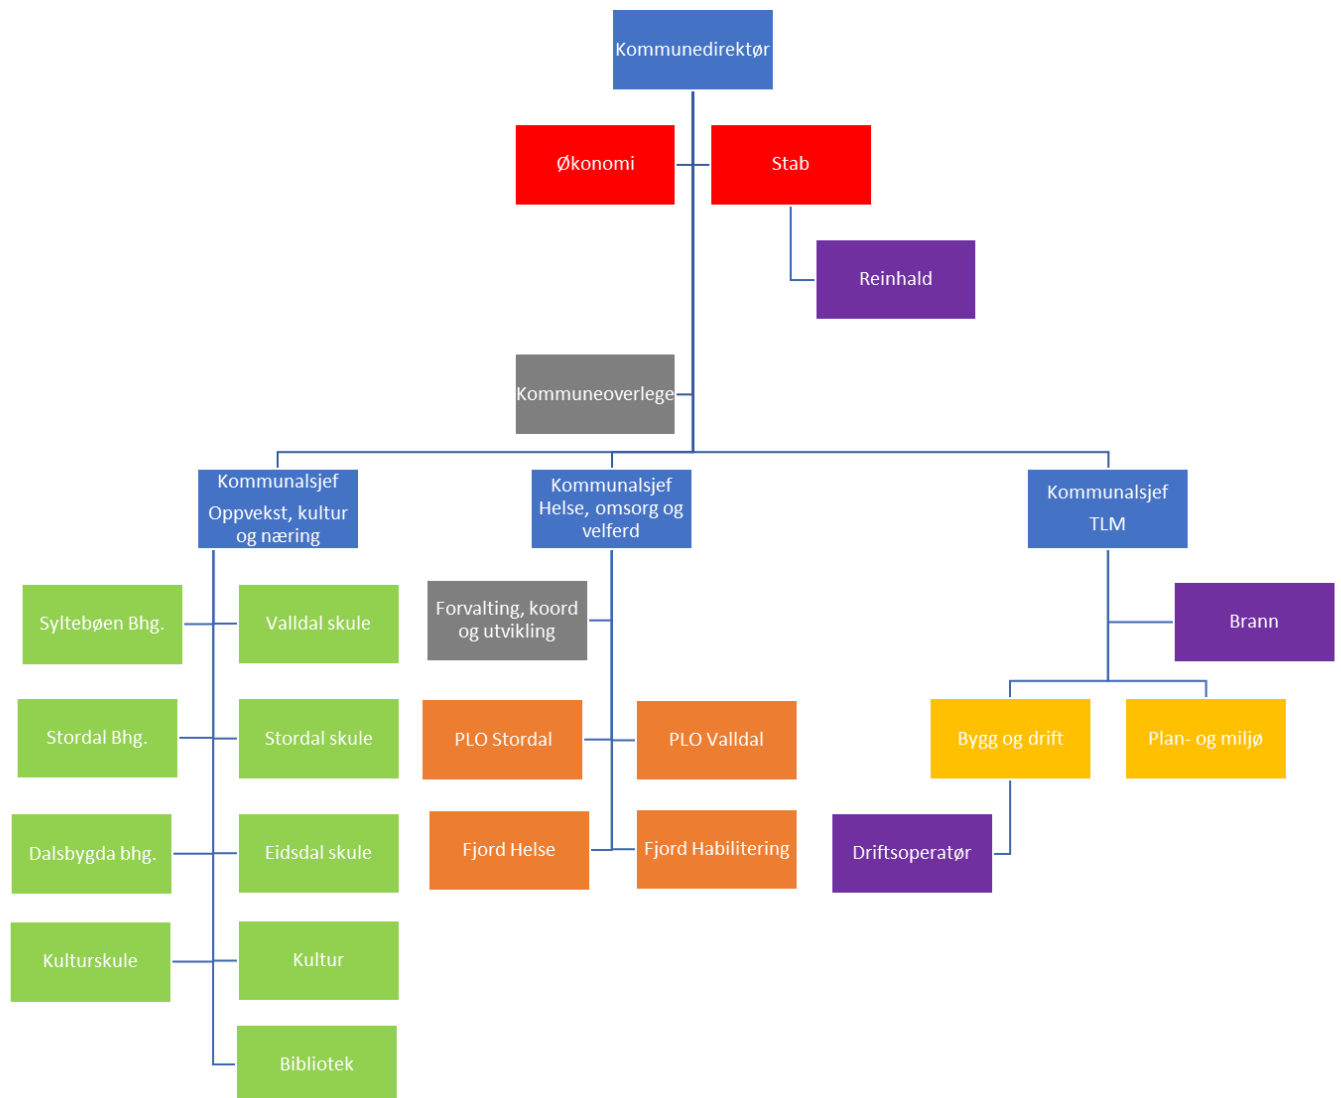 Kommunedirektør
Økonomi
Stab
Reinhald
Kommuneoverlege
Kommunalsjef
Oppvekst, kultur
og næring
Kommunalsjef
Helse, omsorg og
velferd
Kommunalsjef
TLM
Syltebøen Bhg.
Valldal skule
Forvalting, koord
og utvikling
Brann
Stordal Bhg.
Stordal skule
PLO Stordal
PLO Valldal
Bygg og drift
Plan- og miljø
Dalsbygda bhg.
Eidsdal skule
Fjord Helse
Fjord Habilitering
Driftsoperatør
Kulturskule
Kultur
Bibliotek